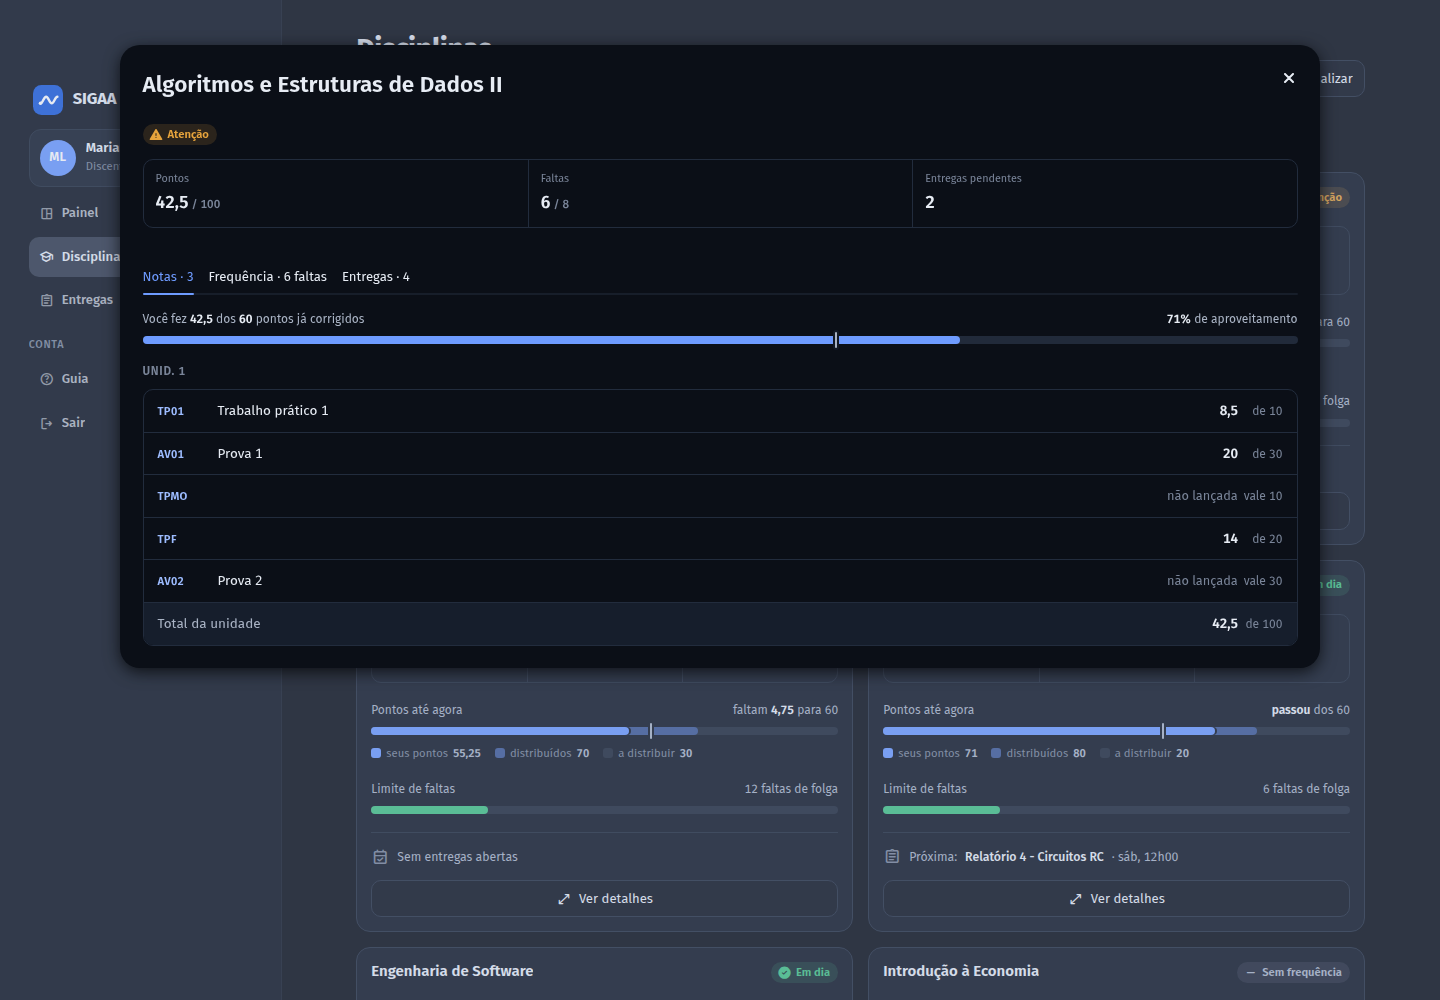 Disciplinas
SIGAA
alizar
ML
Maria
Discen
Painel
Disciplina
Entregas
CONTA
Guia
Sair
Algoritmos e Estruturas de Dados II
Atenção
Pontos
42,5 / 100
Faltas
6 / 8
Entregas pendentes
2
Notas · 3 Frequência · 6 faltas Entregas · 4
Você fez 42,5 dos 60 pontos já corrigidos 71% de aproveitamento
UNID. 1
TP01 Trabalho prático 1 8,5 de 10
AV01 Prova 1 20 de 30
TPMO não lançada vale 10
TPF 14 de 20
AV02 Prova 2 não lançada vale 30
Total da unidade 42,5 de 100
nção
ra 60
folga
dia
Pontos até agora faltam 4,75 para 60
seus pontos 55,25 distribuídos 70 a distribuir 30
Limite de faltas 12 faltas de folga
Sem entregas abertas
Ver detalhes
Pontos até agora passou dos 60
seus pontos 71 distribuídos 80 a distribuir 20
Limite de faltas 6 faltas de folga
Próxima: Relatório 4 - Circuitos RC · sáb, 12h00
Ver detalhes
Engenharia de Software Em dia
Introdução à Economia Sem frequência